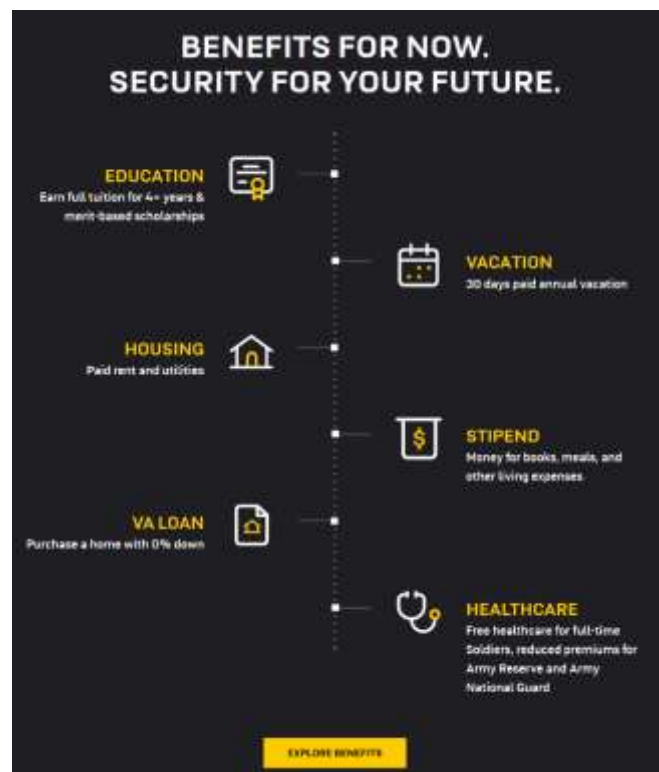 BENEFITS FOR NOW.
SECURITY FOR YOUR FUTURE.
EDUCATION
Earn full tuition for 4+ years &
merit-based scholarships
VACATION
30 days paid annual vacation
HOUSING
Paid rent and utilities
$
STIPEND
Money for books, meals, and
other living expenses
VA LOAN
Purchase a home with 0% down
HEALTHCARE
Free healthcare for full-time
Soldiers, reduced premiums for
Army Reserve and Army
National Guard
EXPLORE BENEFITS